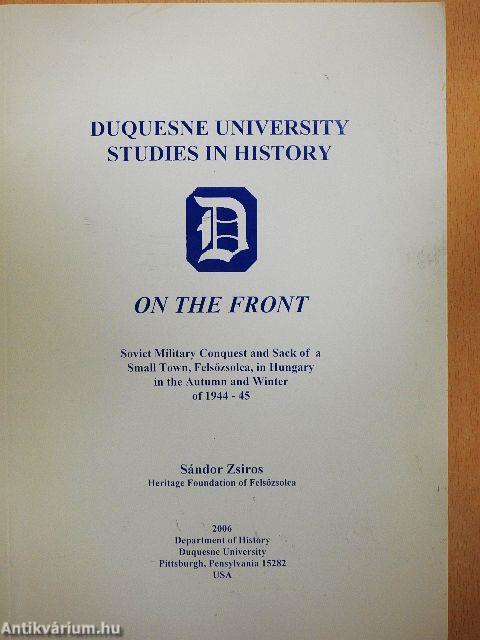 DUQUESNE UNIVERSITY
STUDIES IN HISTORY
D
ON THE FRONT
Soviet Military Conquest and Sack of a
Small Town, Felsőzsolca, in Hungary
in the Autumn and Winter
of 1944 - 45
Sándor Zsiros
Heritage Foundation of Felsőzsolca
2006
Department of History
Duquesne University
Pittsburgh, Pensylvania 15282
USA
Antikvárium.hu